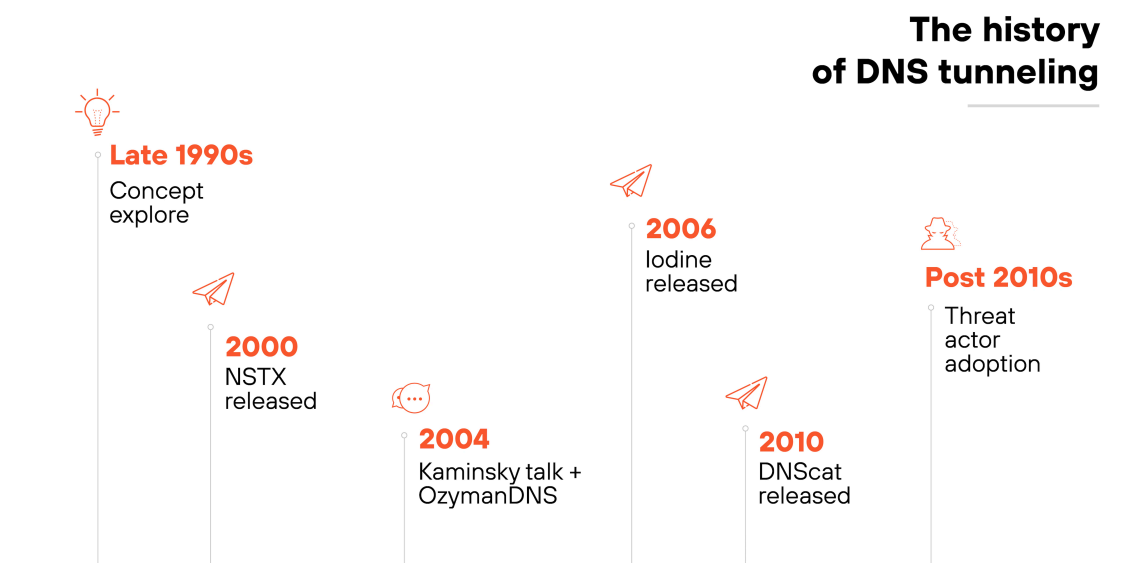 The history
of DNS tunneling
Late 1990s
Concept
explore
2000
NSTX
released
2004
Kaminsky talk +
OzymanDNS
2006
Iodine
released
2010
DNScat
released
Post 2010s
Threat
actor
adoption